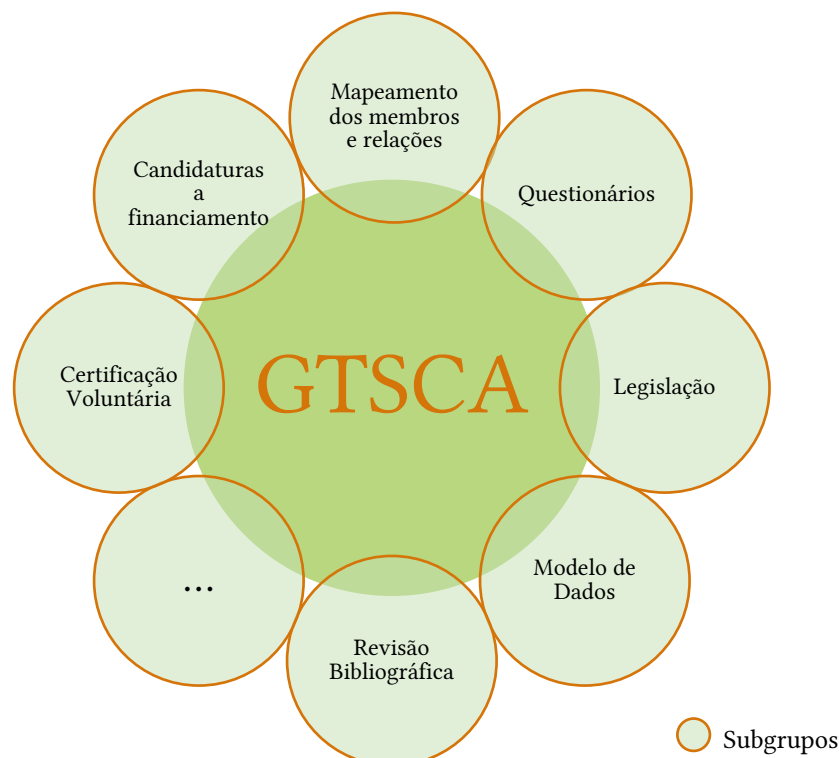 Mapeamento
dos membros
e relações
Candidaturas
a
financiamento
Questionários
GTSCA
Certificação
Voluntária
Legislação
...
Modelo de
Dados
Revisão
Bibliográfica
Subgrupos